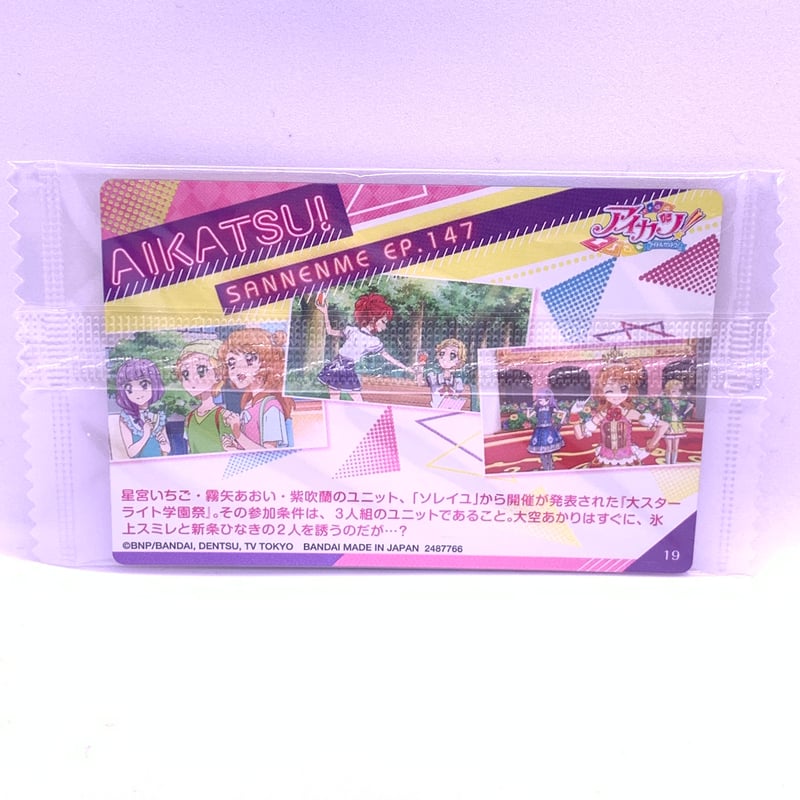 AIKATSU!
SANNENME EP.147
アイカツ!
星宮いちご・霧矢あおい・紫吹蘭のユニット、「ソレイユ」から開催が発表された「大スター
ライト学園祭」。その参加条件は、3人組のユニットであること。大空あかりはすぐに、氷
上スミレと新条ひなきの2人を誘うのだが…?
©BNP/BANDAI, DENTSU, TV TOKYO BANDAI MADE IN JAPAN 2487766
19